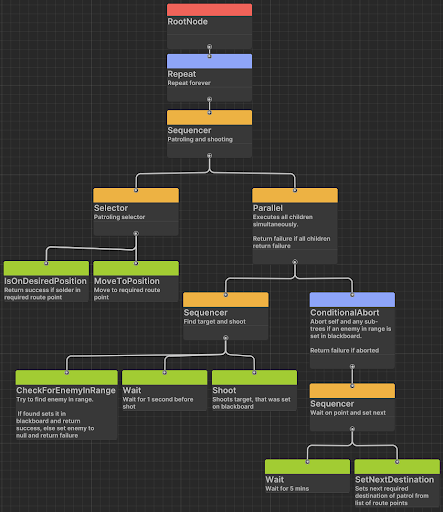 RootNode
Repeat
Repeat forever
Sequencer
Patroling and shooting
Selector
Patroling selector
Parallel
Executes all children
simultaneously.
Return failure if all children
return failure
IsOnDesiredPosition
Return success if solder in
required route point
MoveToPosition
Move to required route
point
Sequencer
Find target and shoot
ConditionalAbort
Abort self and any sub-
trees if an enemy in range is
set in blackboard.
Return failure if aborted
CheckForEnemyInRange
Try to find enemy in range.
If found sets it in
blackboard and return
success, else set enemy to
null and return failure
Wait
Wait for 1 second before
shot
Shoot
Shoots target, that was set
on blackboard
Sequencer
Wait on point and set next
Wait
Wait for 5 mins
SetNextDestination
Sets next required
destination of patrol from
list of route points